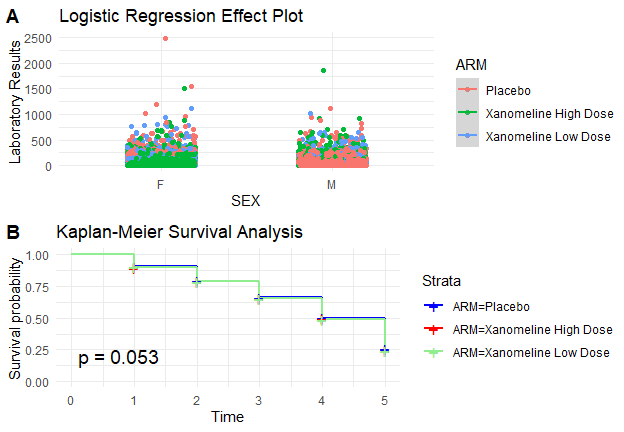 A
Logistic Regression Effect Plot
Laboratory Results
2500
2000
1500
1000
500
0
F
M
SEX
ARM
Placebo
Xanomeline High Dose
Xanomeline Low Dose
B
Kaplan-Meier Survival Analysis
Survival probability
1.00
0.75
0.50
0.25
0.00
p = 0.053
0
1
2
3
4
5
Time
Strata
ARM=Placebo
ARM=Xanomeline High Dose
ARM=Xanomeline Low Dose